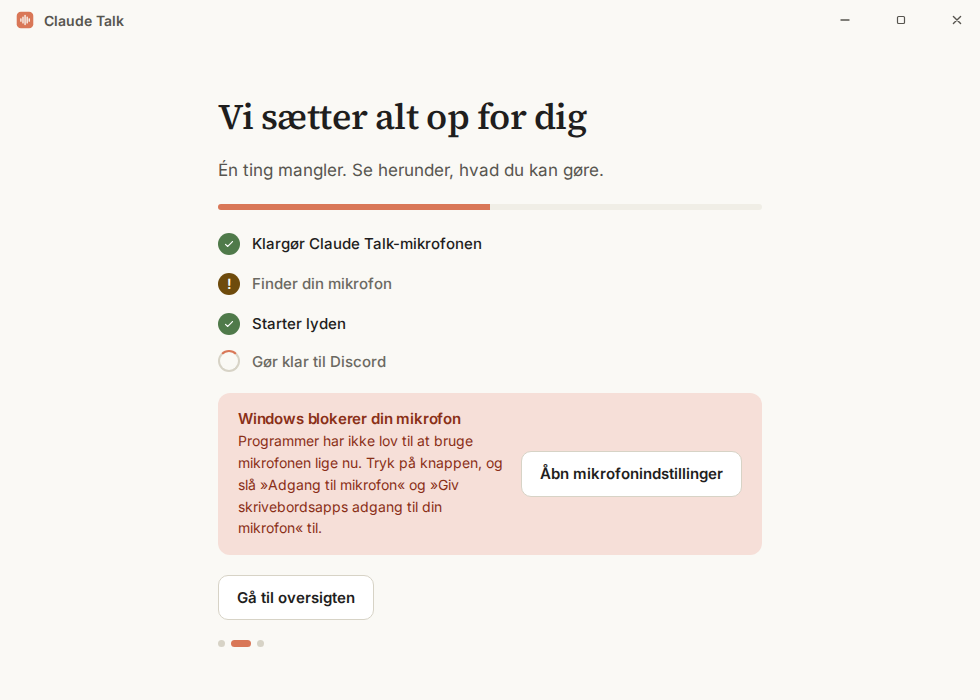 Claude Talk
Vi sætter alt op for dig
Én ting mangler. Se herunder, hvad du kan gøre.
Klargør Claude Talk-mikrofonen
!
Finder din mikrofon
Starter lyden
Gør klar til Discord
Windows blokerer din mikrofon
Programmer har ikke lov til at bruge
mikrofonen lige nu. Tryk på knappen, og
slå »Adgang til mikrofon« og »Giv
skrivebordsapps adgang til din
mikrofon« til.
Åbn mikrofonindstillinger
Gå til oversigten